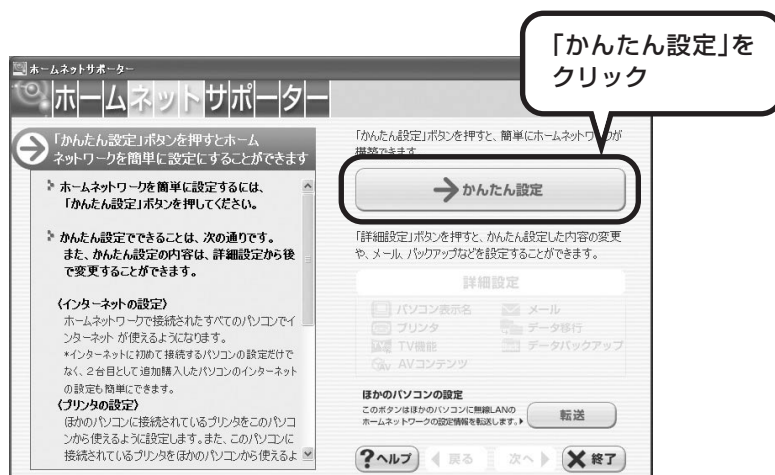 「かんたん設定」を
クリック
ホームネットサポーター
ホームネットサポーター
「かんたん設定」ボタンを押すとホーム
ネットワークを簡単に設定にすることができます
ホームネットワークを簡単に設定するには、
「かんたん設定」ボタンを押してください。
かんたん設定でできることは、次の通りです。
また、かんたん設定の内容は、詳細設定から後
で変更することができます。
〈インターネットの設定〉
ホームネットワークで接続されたすべてのパソコンでイ
ンターネット が使えるようになります。
*インターネットに初めて接続するパソコンの設定だけで
なく、2台目として追加購入したパソコンのインターネット
の設定も簡単にできます。
〈プリンタの設定〉
ほかのパソコンに接続されているプリンタをこのパソコ
ンから使えるように設定します。また、このパソコンに
接続されているプリンタをほかのパソコンから使えるよ
「かんたん設定」ボタンを押すと、簡単にホームネットワークが
構築できます。
かんたん設定
「詳細設定」ボタンを押すと、かんたん設定した内容の変更
や、メール、バックアップなどを設定することができます。
詳細設定
パソコン表示名
メール
プリンタ
データ移行
TV機能
データバックアップ
AVコンテンツ
ほかのパソコンの設定
このボタンはほかのパソコンに無線LANの
ホームネットワークの設定情報を転送します。
転送
?ヘルプ
戻る
次へ
終了